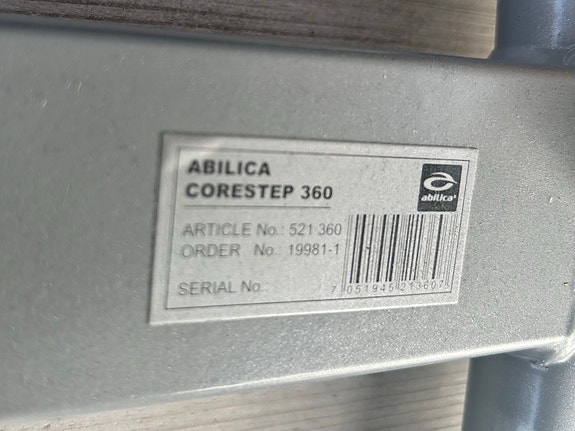 ABILICA
CORESTEP 360
abilica®
ARTICLE No.: 521 360
ORDER No.: 19981-1
SERIAL No.:
7 051945 213607